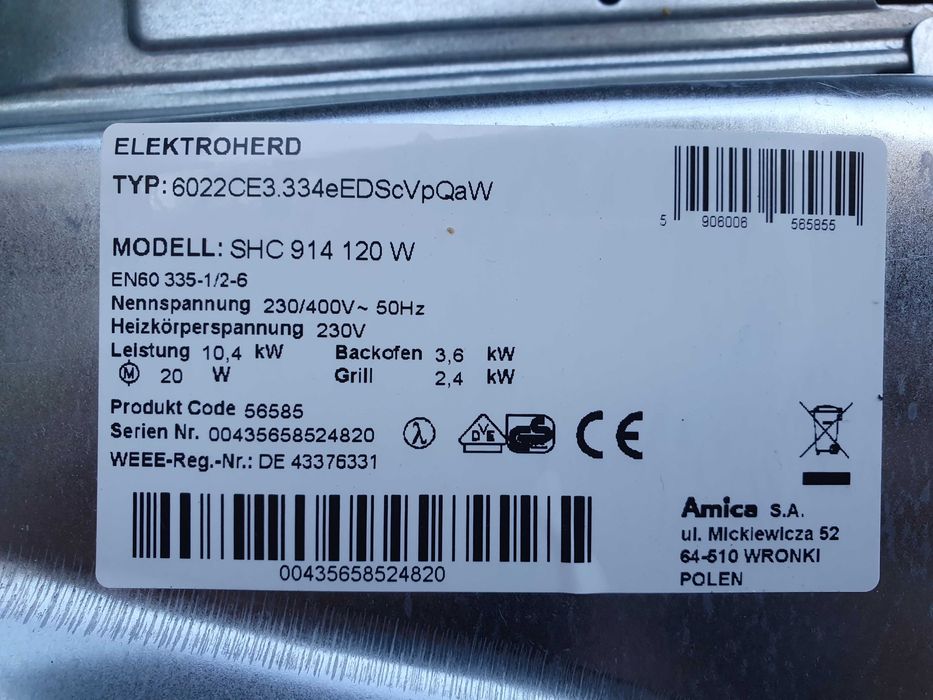 ELEKTROHERD
TYP: 6022CE3.334eEDScVpQaW
5 906006 565855
MODELL: SHC 914 120 W
EN60 335-1/2-6
Nennspannung 230/400V~ 50Hz
Heizkörperspannung 230V
Leistung 10,4 kW Backofen 3,6 kW
M 20 W Grill 2,4 kW
Produkt Code 56585
Serien Nr. 00435658524820
WEEE-Reg.-Nr.: DE 43376331
λ DVE GS CE
00435658524820
Amica S.A.
ul. Mickiewicza 52
64-510 WRONKI
POLEN